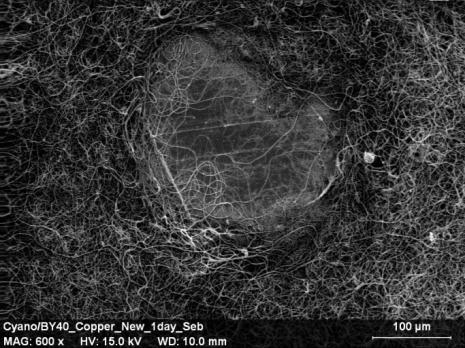 Cyano/BY40_Copper_New_1day_Seb
MAG: 600 x HV: 15.0 kV WD: 10.0 mm
100 µm